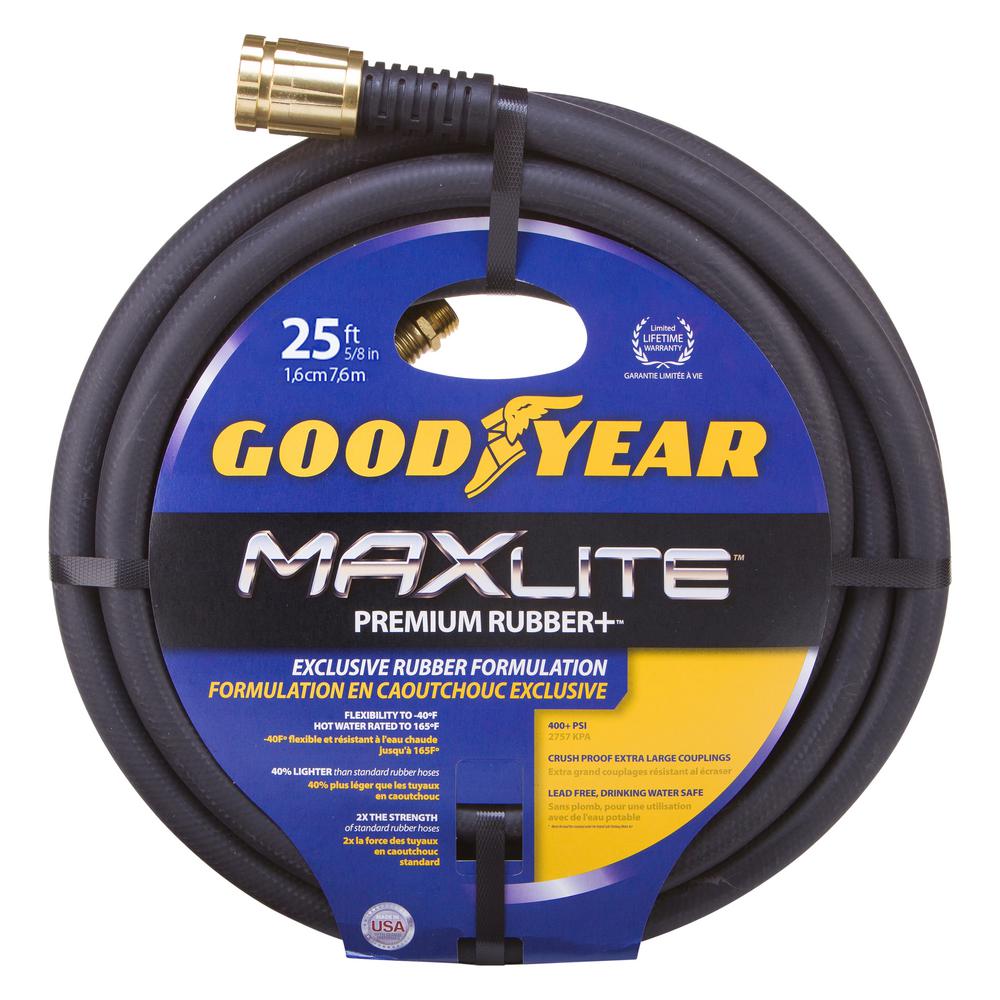 25 ft
5/8 in
1,6cm 7,6m
Limited
LIFETIME
WARRANTY
GARANTIE LIMITÉE À VIE
GOODYEAR
MAXLITE™
PREMIUM RUBBER+™
EXCLUSIVE RUBBER FORMULATION
FORMULATION EN CAOUTCHOUC EXCLUSIVE
FLEXIBILITY TO -40ºF
HOT WATER RATED TO 165ºF
-40Fº flexible et résistant à l'eau chaude
jusqu'à 165Fº
40% LIGHTER than standard rubber hoses
40% plus léger que les tuyaux
en caoutchouc
2X THE STRENGTH
of standard rubber hoses
2x la force des tuyaux
en caoutchouc
standard
400+ PSI
2757 KPA
CRUSH PROOF EXTRA LARGE COUPLINGS
Extra grand couplages résistant al écraser
LEAD FREE, DRINKING WATER SAFE
Sans plomb, pour une utilisation
avec de l'eau potable
MADE IN
USA